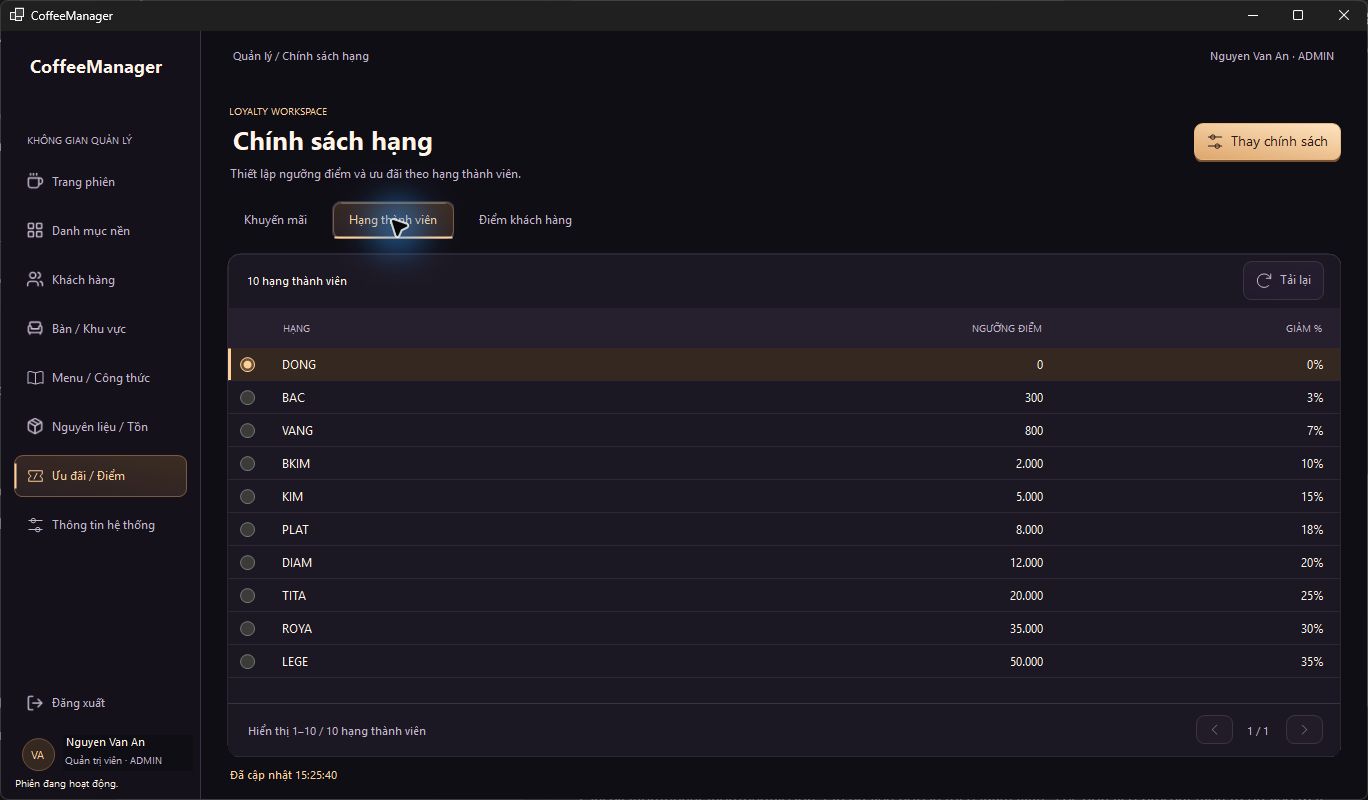 CoffeeManager
CoffeeManager
Quản lý / Chính sách hạng
Nguyen Van An · ADMIN
KHÔNG GIAN QUẢN LÝ
Trang phiên
Danh mục nền
Khách hàng
Bàn / Khu vực
Menu / Công thức
Nguyên liệu / Tồn
Ưu đãi / Điểm
Thông tin hệ thống
LOYALTY WORKSPACE
Chính sách hạng
Thay chính sách
Thiết lập ngưỡng điểm và ưu đãi theo hạng thành viên.
Khuyến mãi Hạng thành viên Điểm khách hàng
10 hạng thành viên Tải lại
HẠNG NGƯỠNG ĐIỂM GIẢM %
DONG 0 0%
BAC 300 3%
VANG 800 7%
BKIM 2.000 10%
KIM 5.000 15%
PLAT 8.000 18%
DIAM 12.000 20%
TITA 20.000 25%
ROYA 35.000 30%
LEGE 50.000 35%
Hiển thị 1–10 / 10 hạng thành viên 1 / 1
Đã cập nhật 15:25:40
Đăng xuất
VA
Nguyen Van An
Quản trị viên · ADMIN
Phiên đang hoạt động.